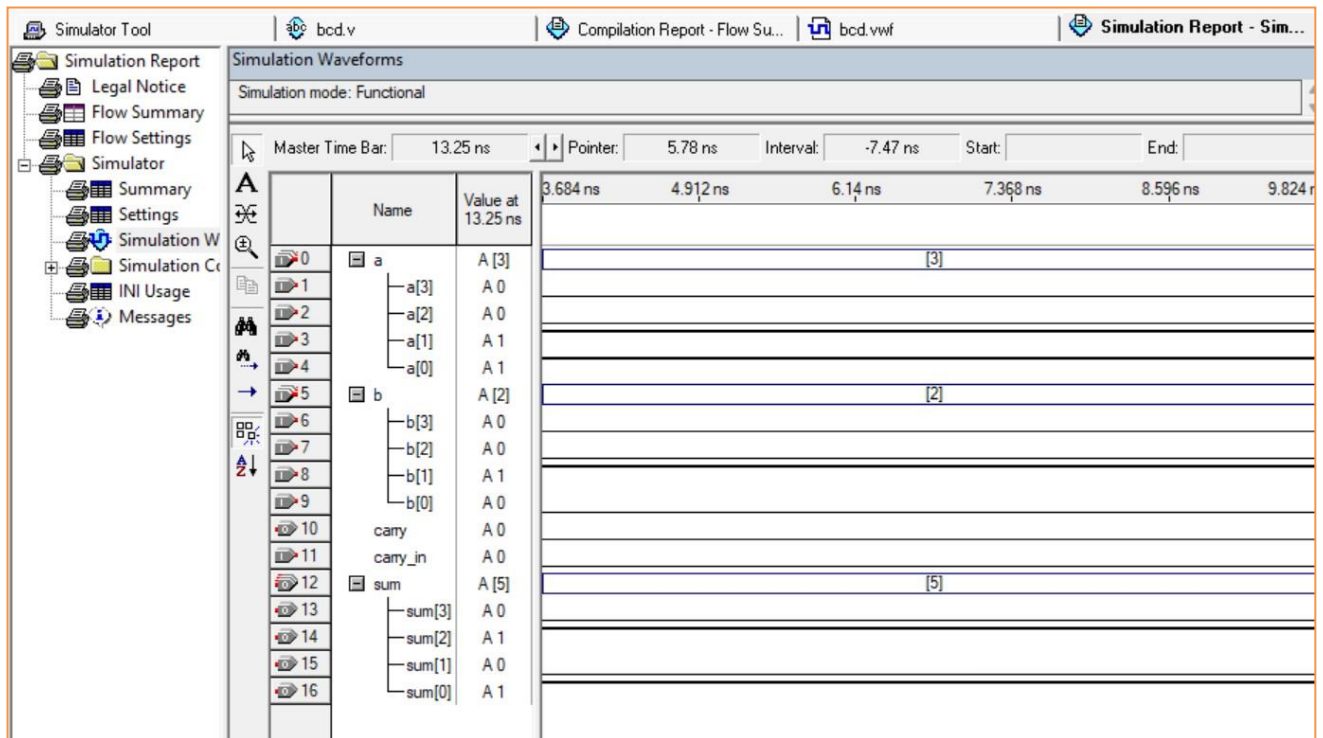 Simulator Tool
bcd.v
Compilation Report - Flow Su...
bcd.vwf
Simulation Report - Sim...
Simulation Report
Legal Notice
Flow Summary
Flow Settings
Simulator
Summary
Settings
Simulation W
Simulation Co
INI Usage
Messages
Simulation Waveforms
Simulation mode: Functional
Master Time Bar: 13.25 ns Pointer: 5.78 ns Interval: -7.47 ns Start: End:
Name Value at 13.25 ns 3.684 ns 4.912 ns 6.14 ns 7.368 ns 8.596 ns 9.824 n
0 a A [3] [3]
1 a[3] A 0
2 a[2] A 0
3 a[1] A 1
4 a[0] A 1
5 b A [2] [2]
6 b[3] A 0
7 b[2] A 0
8 b[1] A 1
9 b[0] A 0
10 carry A 0
11 carry_in A 0
12 sum A [5] [5]
13 sum[3] A 0
14 sum[2] A 1
15 sum[1] A 0
16 sum[0] A 1